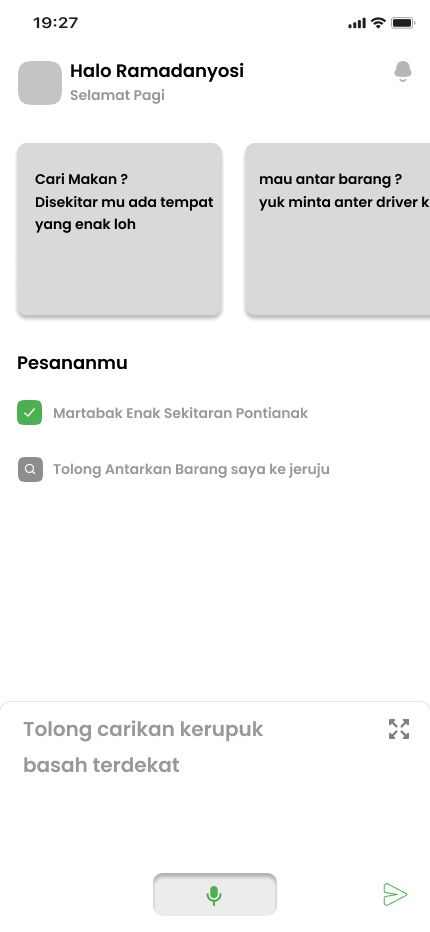 19:27
Halo Ramadanyosi
Selamat Pagi
Cari Makan ?
Disekitar mu ada tempat
yang enak loh
mau antar barang ?
yuk minta anter driver k
Pesananmu
Martabak Enak Sekitaran Pontianak
Tolong Antarkan Barang saya ke jeruju
Tolong carikan kerupuk
basah terdekat